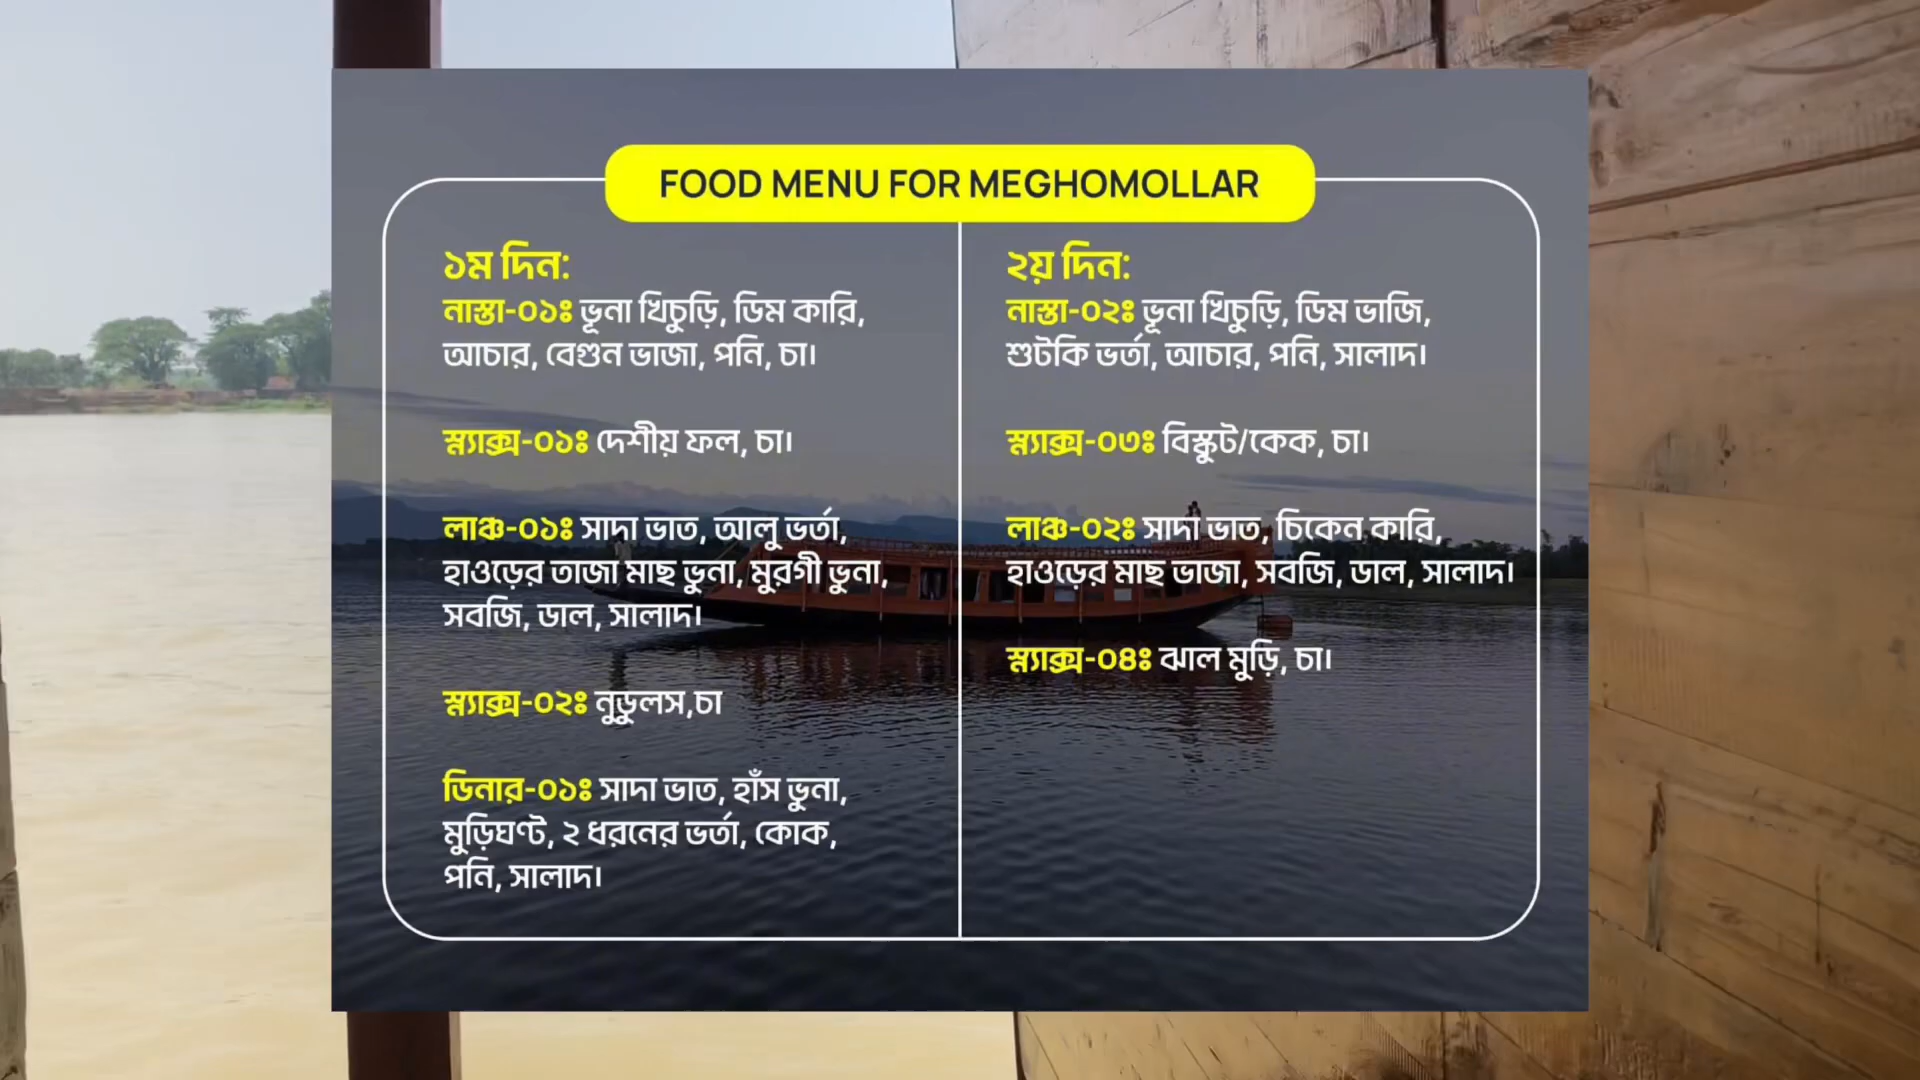 FOOD MENU FOR MEGHOMOLLAR
১ম দিন:
নাস্তা-০১ঃ ভূনা খিচুড়ি, ডিম কারি,
আচার, বেগুন ভাজা, পনি, চা।
স্ন্যাক্স-০১ঃ দেশীয় ফল, চা।
লাঞ্চ-০১ঃ সাদা ভাত, আলু ভর্তা,
হাওড়ের তাজা মাছ ভুনা, মুরগী ভুনা,
সবজি, ডাল, সালাদ।
স্ন্যাক্স-০২ঃ নুডুলস,চা
ডিনার-০১ঃ সাদা ভাত, হাঁস ভুনা,
মুড়িঘণ্ট, ২ ধরনের ভর্তা, কোক,
পনি, সালাদ।
২য় দিন:
নাস্তা-০২ঃ ভূনা খিচুড়ি, ডিম ভাজি,
শুটকি ভর্তা, আচার, পনি, সালাদ।
স্ন্যাক্স-০৩ঃ বিস্কুট/কেক, চা।
লাঞ্চ-০২ঃ সাদা ভাত, চিকেন কারি,
হাওড়ের মাছ ভাজা, সবজি, ডাল, সালাদ।
স্ন্যাক্স-০৪ঃ ঝাল মুড়ি, চা।